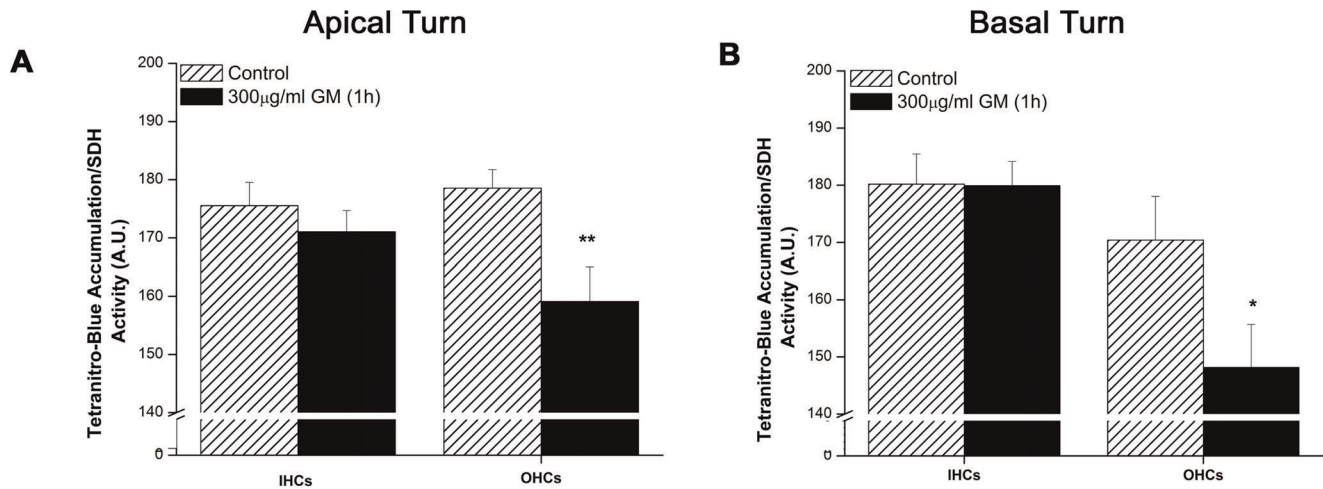 Apical Turn
A
Control
300μg/ml GM (1h)
Tetranitro-Blue Accumulation/SDH
Activity (A.U.)
200
190
180
170
160
150
140
0
**
IHCs
OHCs
Basal Turn
B
Control
300μg/ml GM (1h)
Tetranitro-Blue Accumulation/SDH
Activity (A.U.)
200
190
180
170
160
150
140
0
*
IHCs
OHCs